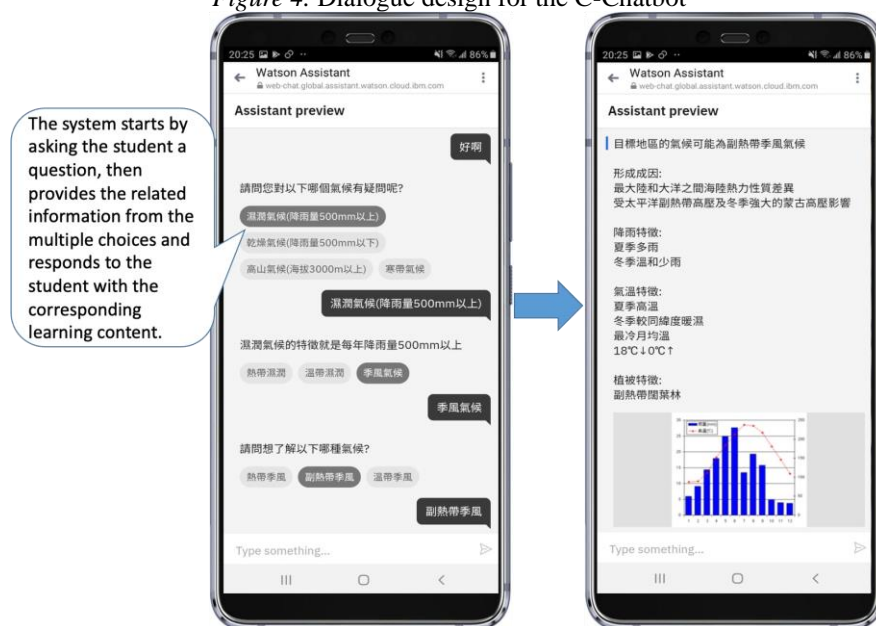 Figure 4. Dialogue design for the C-Chatbot
The system starts by
asking the student a
question, then
provides the related
information from the
multiple choices and
responds to the
student with the
corresponding
learning content.
20:25
86%
Watson Assistant
web-chat.global.assistant.watson.cloud.ibm.com
Assistant preview
好啊
請問您對以下哪個氣候有疑問呢?
濕潤氣候(降雨量500mm以上)
乾燥氣候(降雨量500mm以下)
高山氣候(海拔3000m以上) 寒帶氣候
濕潤氣候(降雨量500mm以上)
濕潤氣候的特徵就是每年降雨量500mm以上
熱帶濕潤 溫帶濕潤 季風氣候
季風氣候
請問想了解以下哪種氣候?
熱帶季風 副熱帶季風 溫帶季風
副熱帶季風
Type something...
20:25
86%
Watson Assistant
web-chat.global.assistant.watson.cloud.ibm.com
Assistant preview
目標地區的氣候可能為副熱帶季風氣候
形成成因:
最大陸和大洋之間海陸熱力性質差異
受太平洋副熱帶高壓及冬季強大的蒙古高壓影響
降雨特徵:
夏季多雨
冬季溫和少雨
氣溫特徵:
夏季高溫
冬季較同緯度暖濕
最冷月均溫
18℃↓0℃↑
植被特徵:
副熱帶闊葉林
1 2 3 4 5 6 7 8 9 10 11 12
Type something...